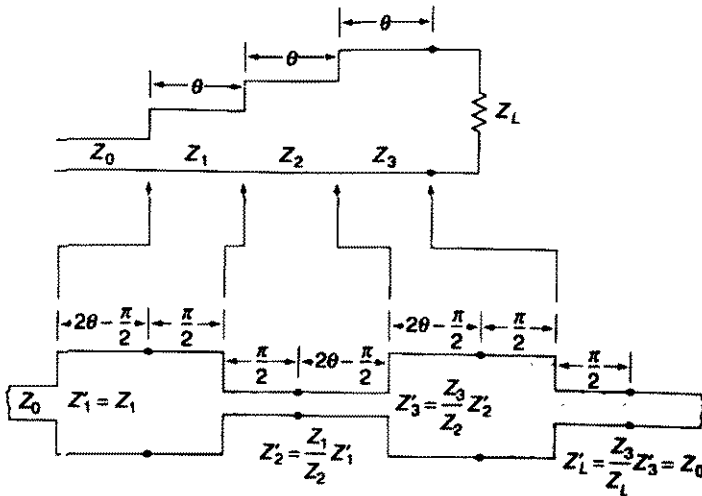 θ
θ
θ
Z_L
Z_0 Z_1 Z_2 Z_3
2θ − π/2 π/2 2θ − π/2 π/2
π/2 2θ − π/2 π/2
Z_0 Z'_1 = Z_1 Z'_3 = Z_3/Z_2 Z'_2
Z'_2 = Z_1/Z_2 Z'_1 Z'_L = Z_3/Z_L Z'_3 = Z_0